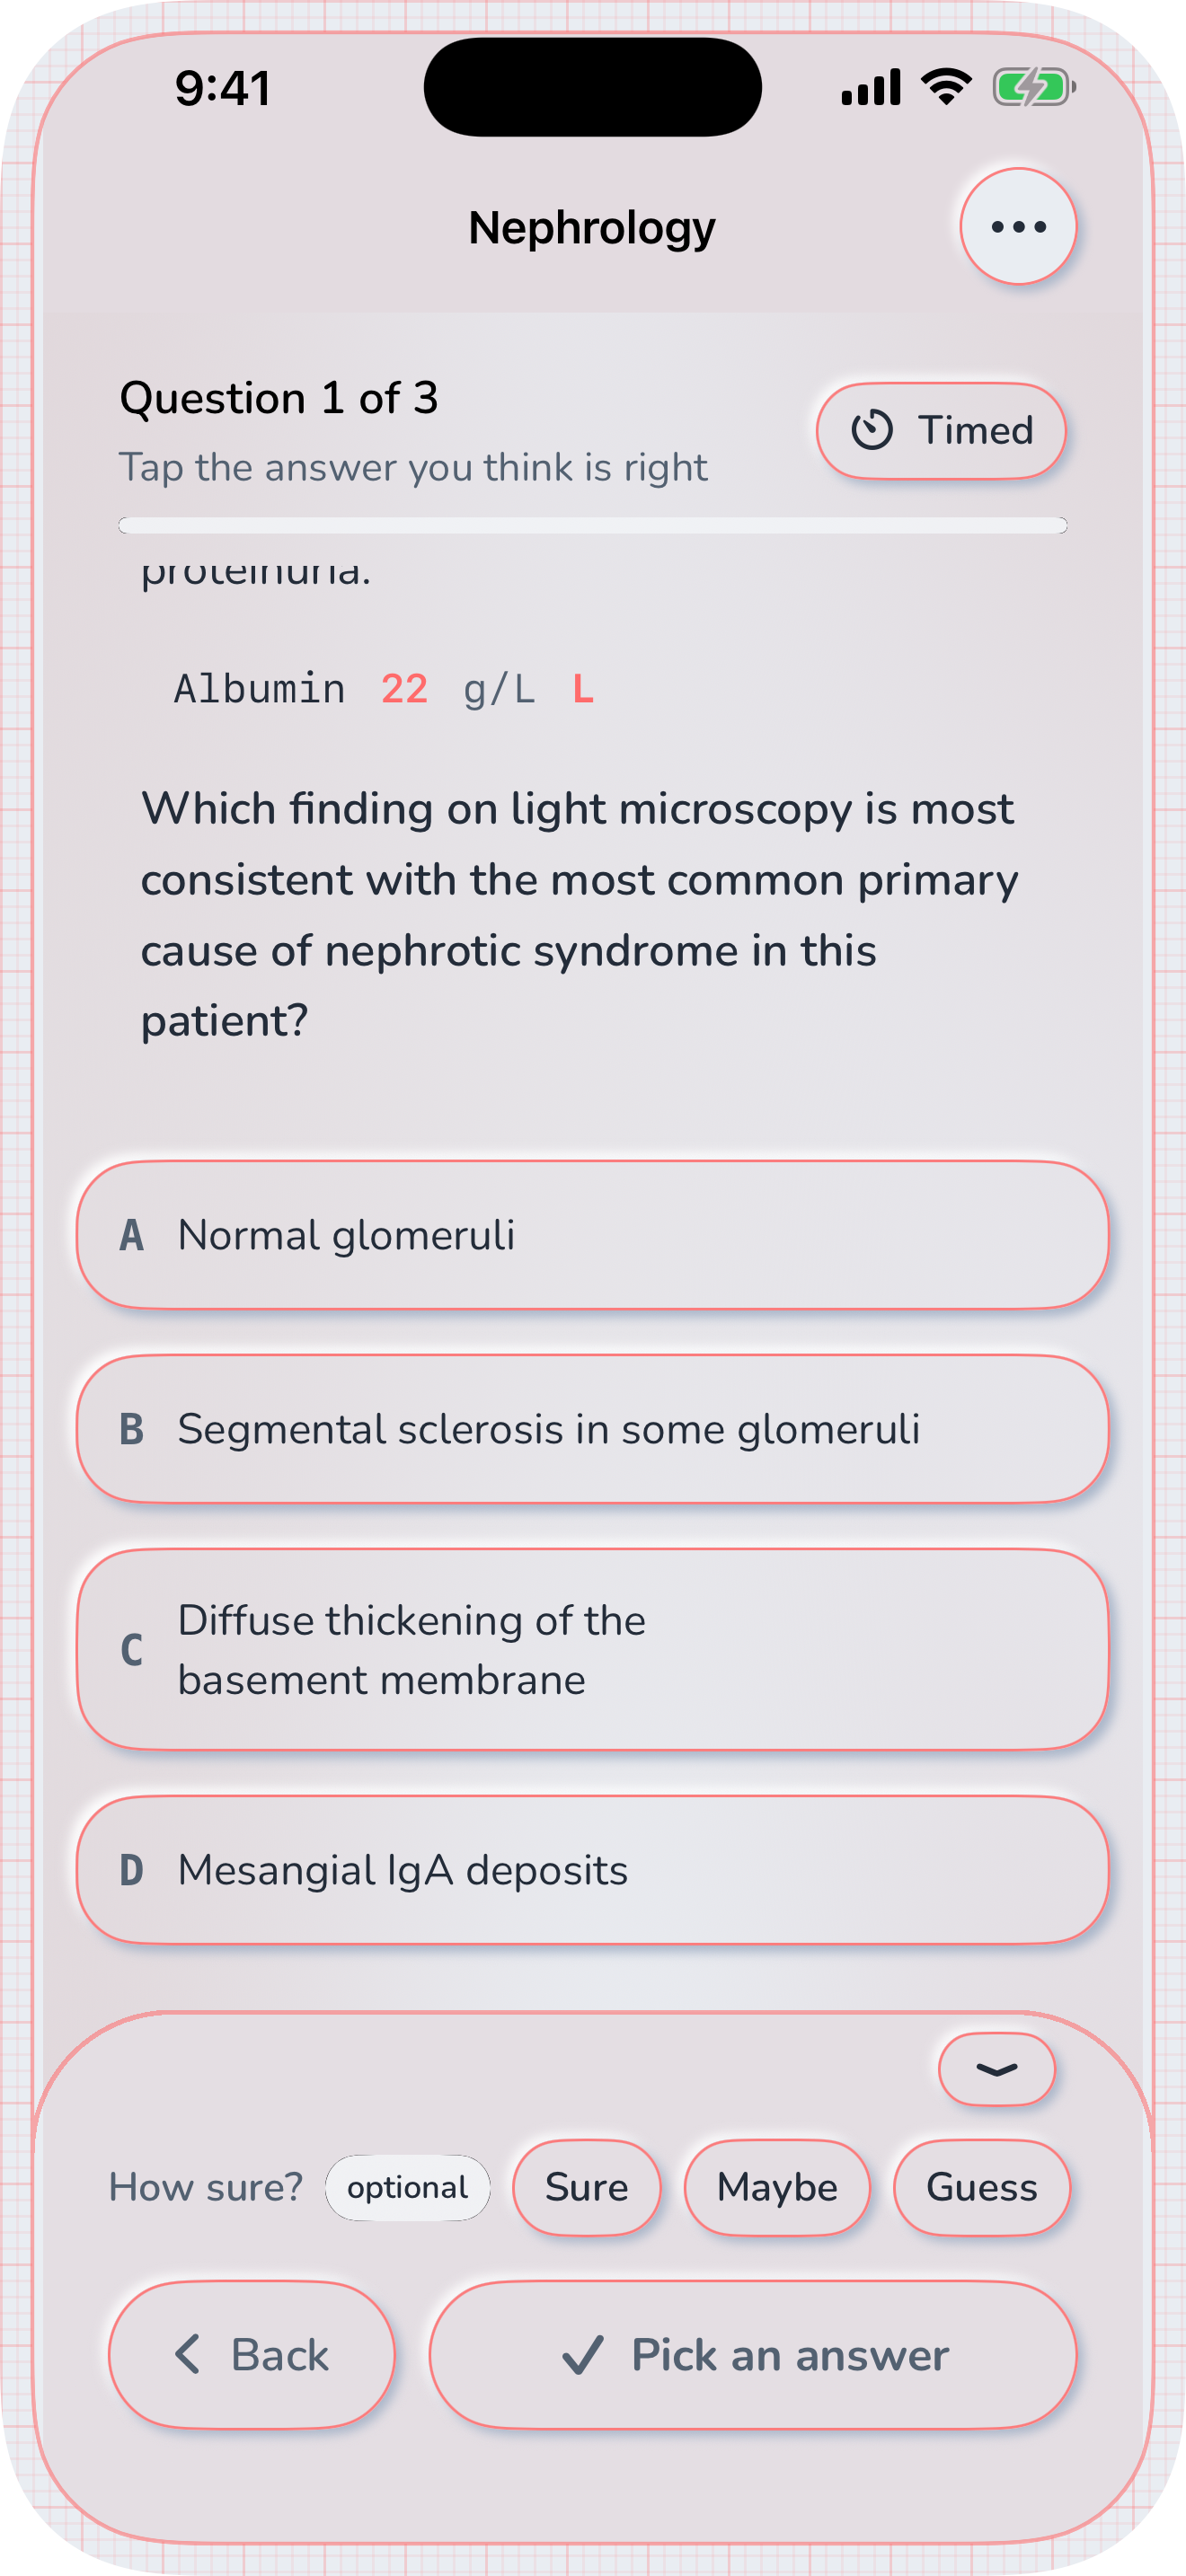 9:41
Nephrology
Question 1 of 3
Tap the answer you think is right
Timed
proteinuria.
Albumin 22 g/L L
Which finding on light microscopy is most
consistent with the most common primary
cause of nephrotic syndrome in this
patient?
A Normal glomeruli
B Segmental sclerosis in some glomeruli
C Diffuse thickening of the
basement membrane
D Mesangial IgA deposits
How sure? optional Sure Maybe Guess
Back Pick an answer